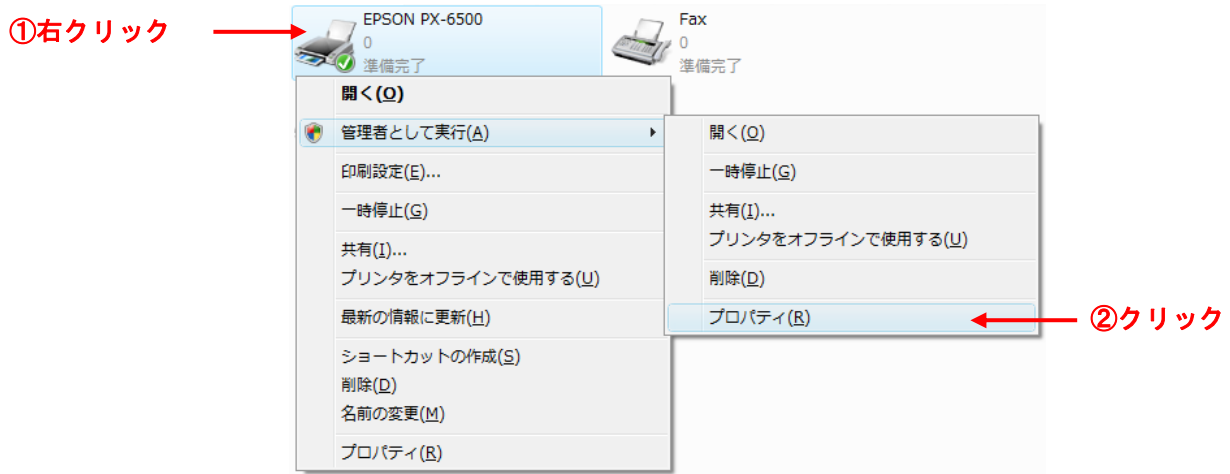 ①右クリック
EPSON PX-6500
0
準備完了
Fax
0
準備完了
開く(O)
管理者として実行(A)
印刷設定(E)...
一時停止(G)
共有(I)...
プリンタをオフラインで使用する(U)
最新の情報に更新(H)
ショートカットの作成(S)
削除(D)
名前の変更(M)
プロパティ(R)
開く(O)
一時停止(G)
共有(I)...
プリンタをオフラインで使用する(U)
削除(D)
プロパティ(R)
②クリック